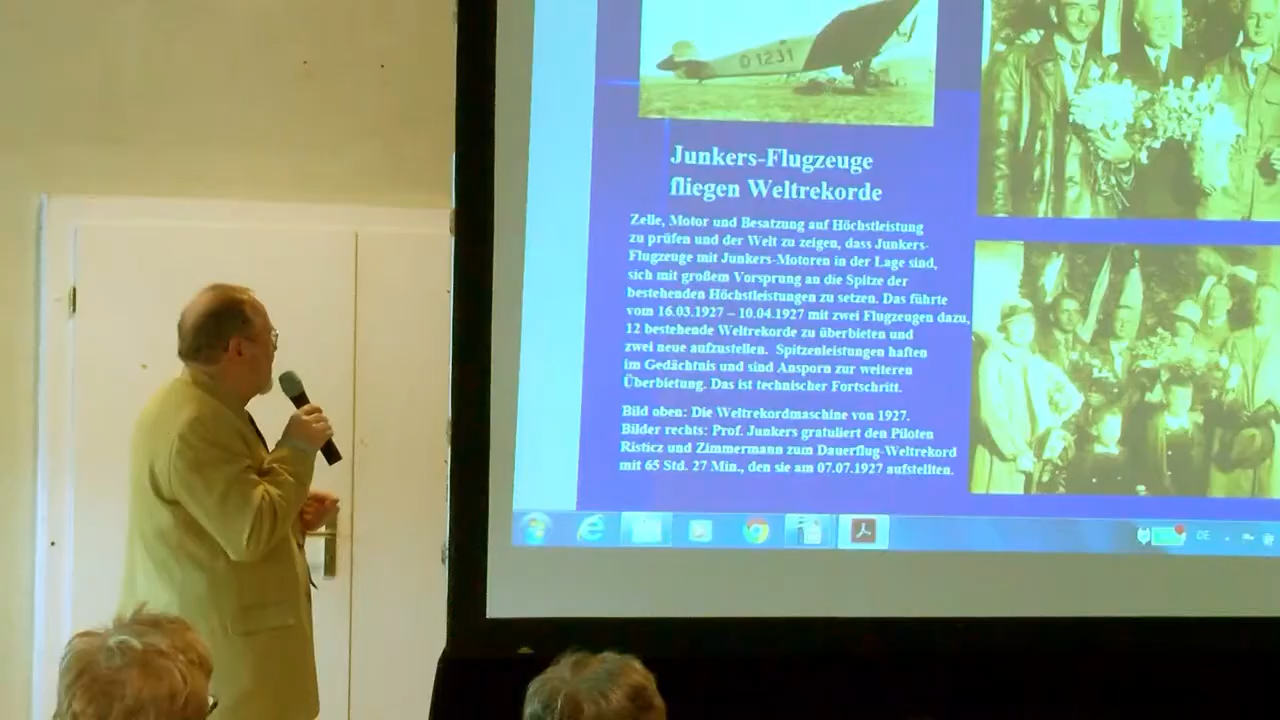 D 1231
Junkers-Flugzeuge
fliegen Weltrekorde
Zelle, Motor und Besatzung auf Höchstleistung
zu prüfen und der Welt zu zeigen, dass Junkers-
Flugzeuge mit Junkers-Motoren in der Lage sind,
sich mit großem Vorsprung an die Spitze der
bestehenden Höchstleistungen zu setzen. Das führte
vom 16.03.1927 – 10.04.1927 mit zwei Flugzeugen dazu,
12 bestehende Weltrekorde zu überbieten und
zwei neue aufzustellen. Spitzenleistungen haften
im Gedächtnis und sind Ansporn zur weiteren
Überbietung. Das ist technischer Fortschritt.
Bild oben: Die Weltrekordmaschine von 1927.
Bilder rechts: Prof. Junkers gratuliert den Piloten
Risticz und Zimmermann zum Dauerflug-Weltrekord
mit 65 Std. 27 Min., den sie am 07.07.1927 aufstellten.
DE